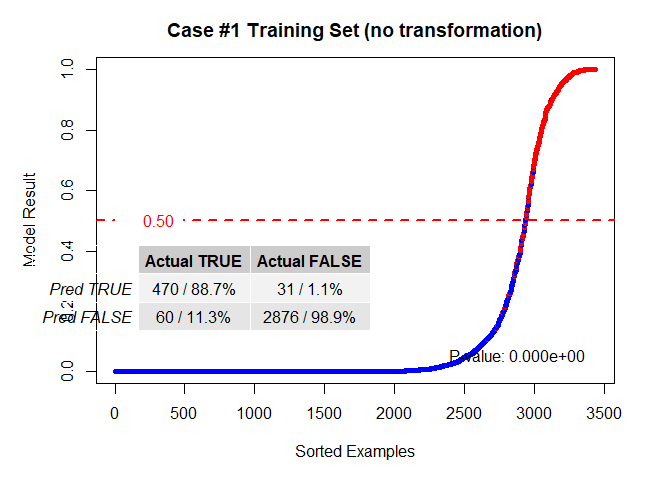 Case #1 Training Set (no transformation)
Model Result
1.0
0.8
0.6
0.50
0.4
Actual TRUE Actual FALSE
Pred TRUE 470 / 88.7% 31 / 1.1%
0.2
Pred FALSE 60 / 11.3% 2876 / 98.9%
P value: 0.000e+00
0.0
0 500 1000 1500 2000 2500 3000 3500
Sorted Examples